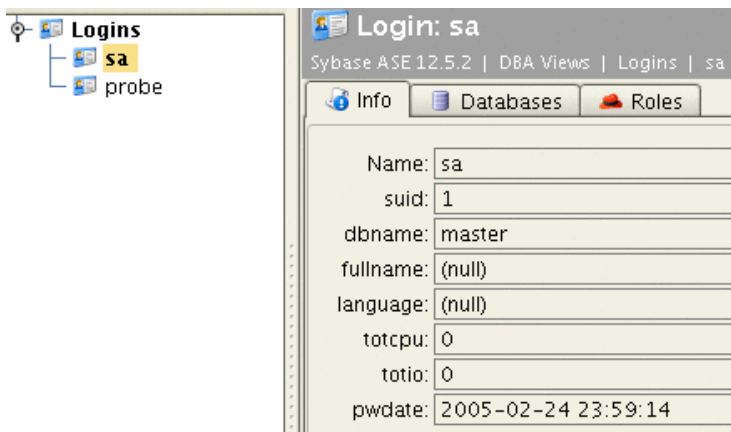 Logins
sa
probe
Login: sa
Sybase ASE 12.5.2 | DBA Views | Logins | sa
Info Databases Roles
Name: sa
suid: 1
dbname: master
fullname: (null)
language: (null)
totcpu: 0
totio: 0
pwdate: 2005-02-24 23:59:14